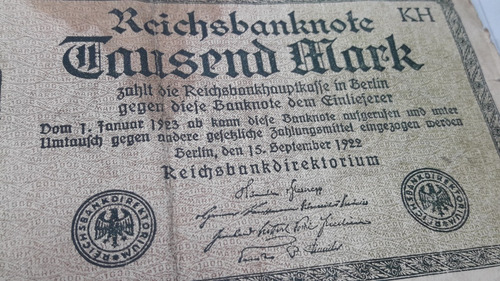 Reichsbanknote
KH
Tausend Mark
zahlt die Reichsbankhauptkasse in Berlin
gegen diese Banknote dem Einlieferer
Vom 1. Januar 1923 ab kann diese Banknote aufgerufen und unter
Umtausch gegen andere gesetzliche Zahlungsmittel eingezogen werden
Berlin, den 15. September 1922
Reichsbankdirektorium
REICHSBANKDIREKTORIUM
REICHSBANKDIREKTORIUM